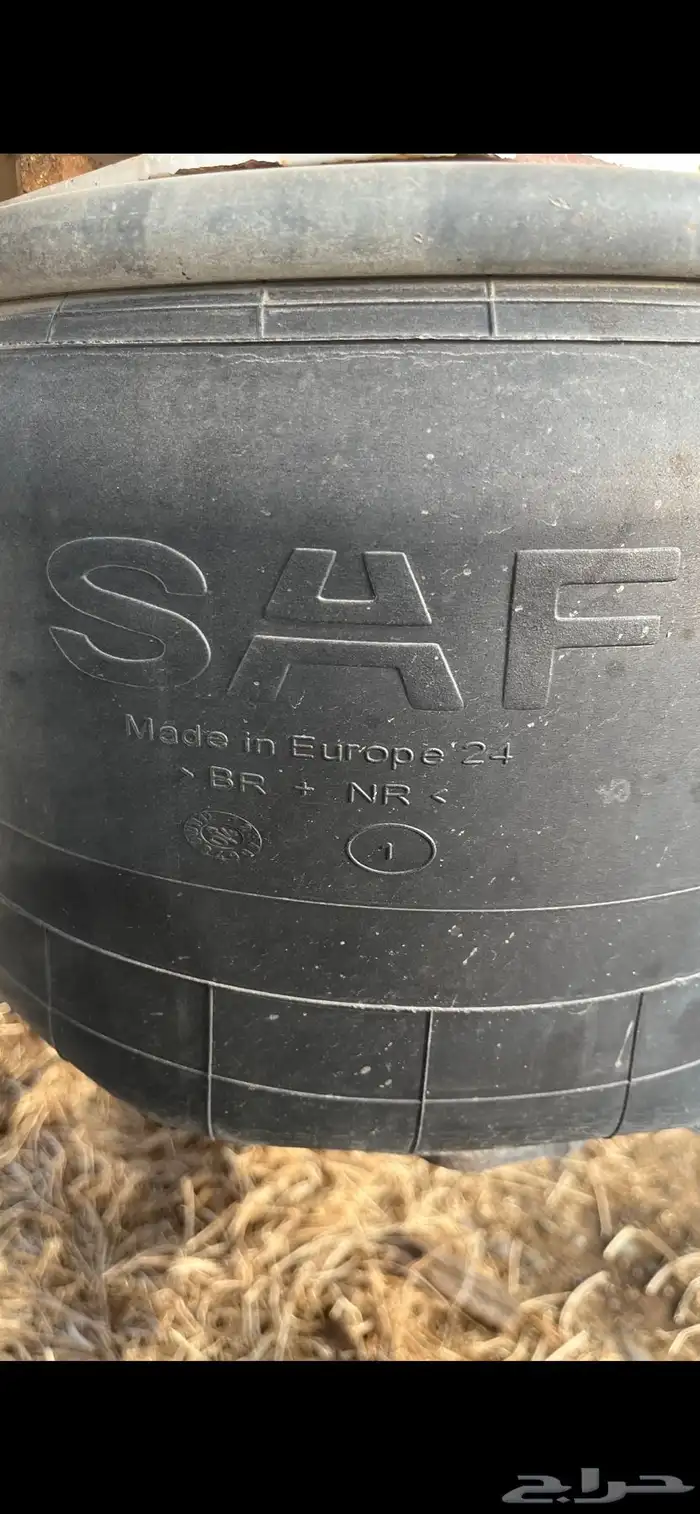 SAF
Made in Europe '24
>BR + NR<
1
حراج